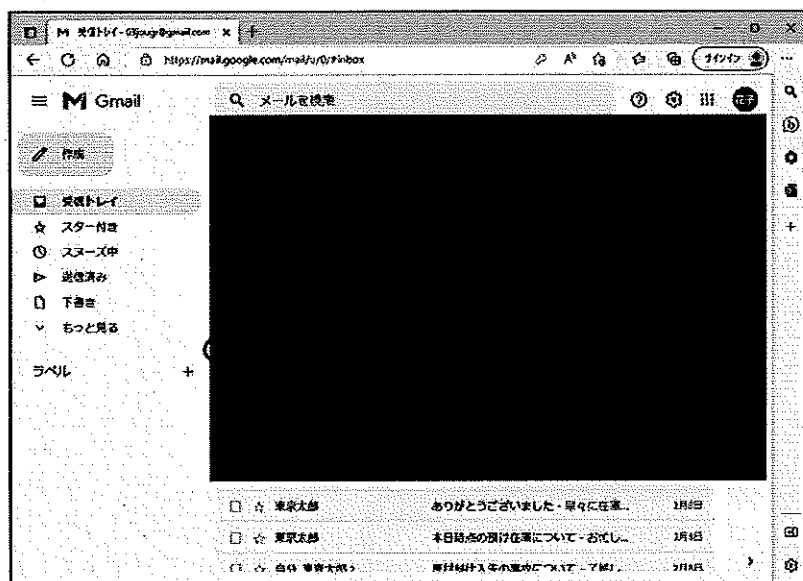 https://mail.google.com/mail/u/0/#inbox
サインイン
Gmail
メールを検索
作成
受信トレイ
スター付き
スヌーズ中
送信済み
下書き
もっと見る
ラベル
東京太郎 ありがとうございました - 早々に在庫...
東京太郎 本日時点の預け在庫について - お忙し...